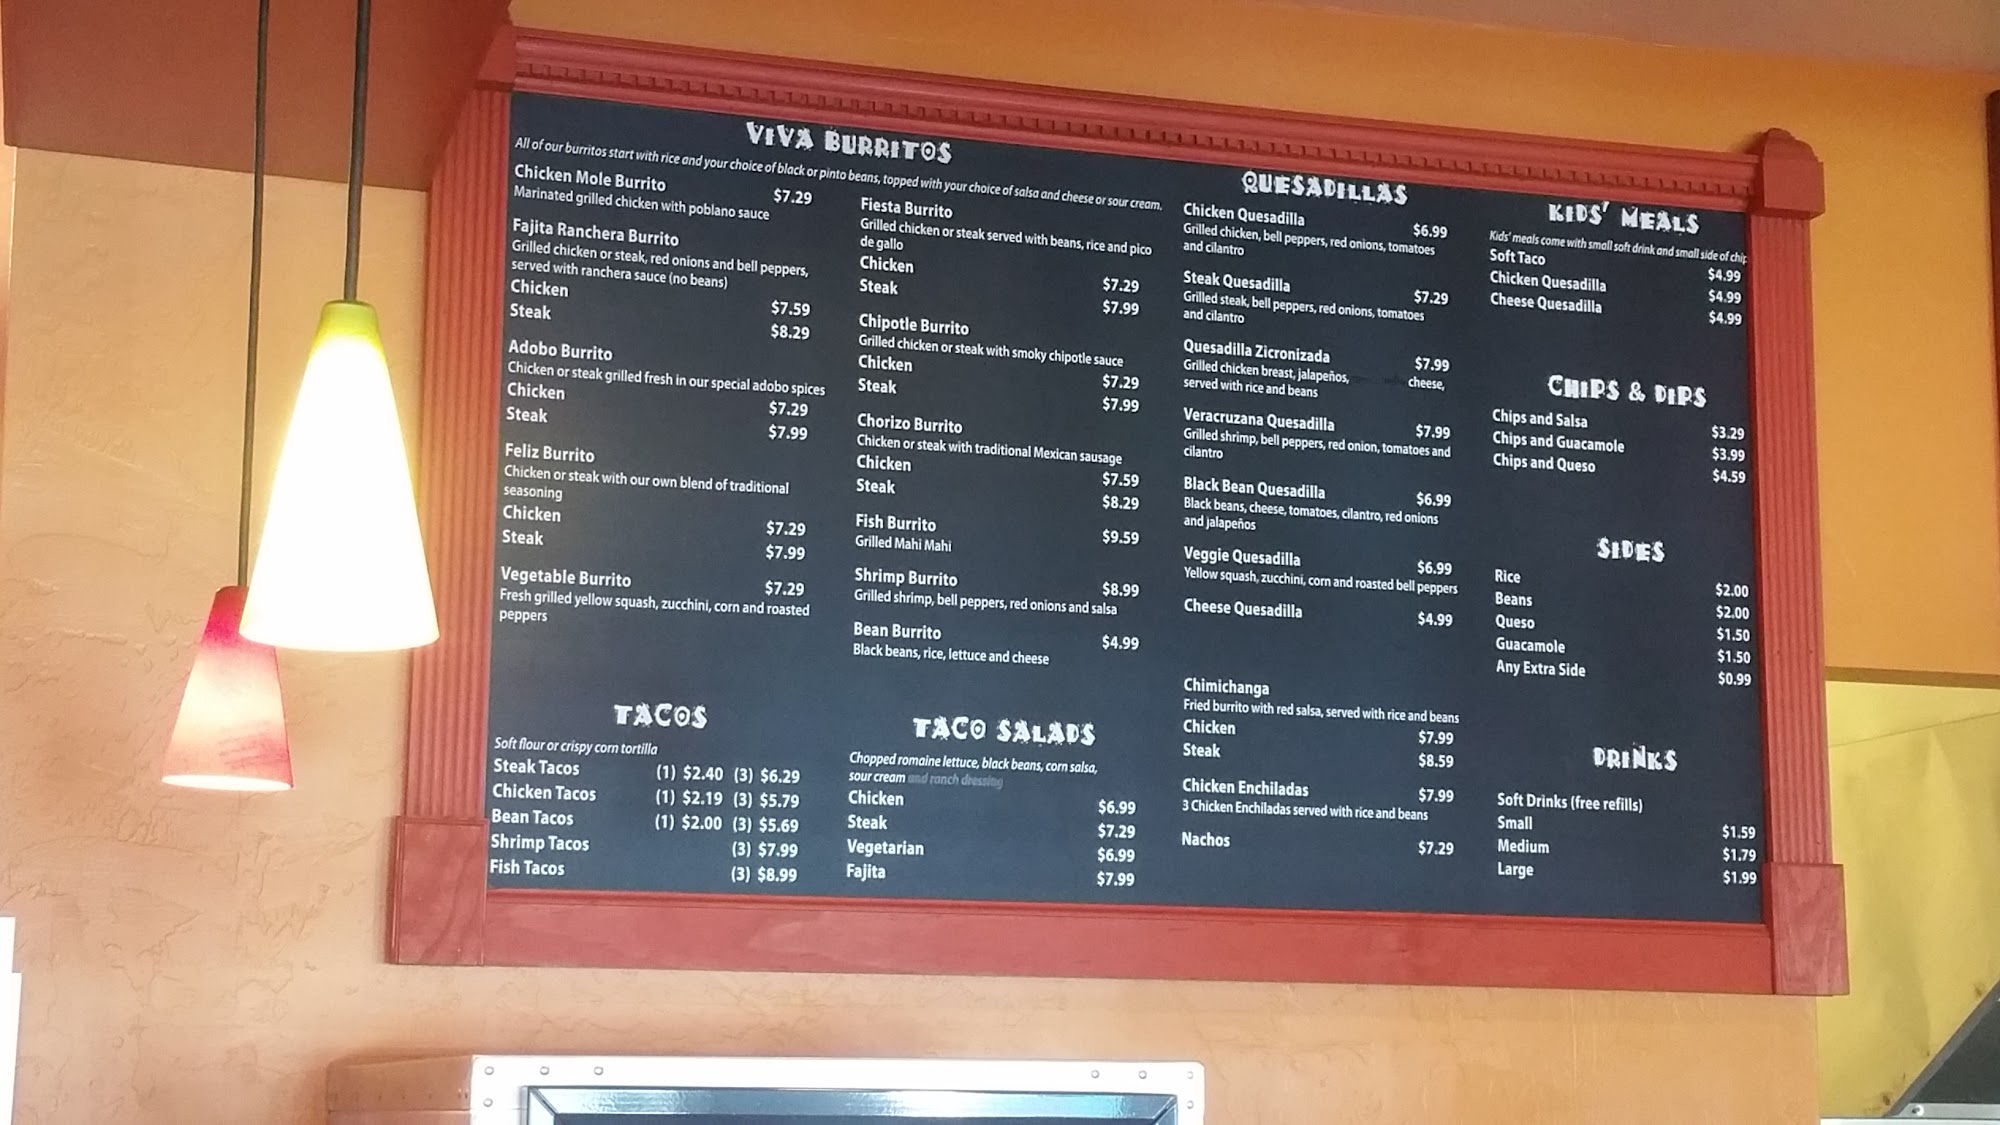 VIVA BURRITOS
All of our burritos start with rice and your choice of black or pinto beans, topped with your choice of salsa and cheese or sour cream.
Chicken Mole Burrito $7.29
Marinated grilled chicken with poblano sauce
Fajita Ranchera Burrito
Grilled chicken or steak, red onions and bell peppers,
served with ranchera sauce (no beans)
Chicken $7.59
Steak $8.29
Adobo Burrito
Chicken or steak grilled fresh in our special adobo spices
Chicken $7.29
Steak $7.99
Feliz Burrito
Chicken or steak with our own blend of traditional
seasoning
Chicken $7.29
Steak $7.99
Vegetable Burrito $7.29
Fresh grilled yellow squash, zucchini, corn and roasted
peppers
Fiesta Burrito
Grilled chicken or steak served with beans, rice and pico
de gallo
Chicken $7.29
Steak $7.99
Chipotle Burrito
Grilled chicken or steak with smoky chipotle sauce
Chicken $7.29
Steak $7.99
Chorizo Burrito
Chicken or steak with traditional Mexican sausage
Chicken $7.59
Steak $8.29
Fish Burrito $9.59
Grilled Mahi Mahi
Shrimp Burrito $8.99
Grilled shrimp, bell peppers, red onions and salsa
Bean Burrito $4.99
Black beans, rice, lettuce and cheese
TACOS
Soft flour or crispy corn tortilla
Steak Tacos (1) $2.40 (3) $6.29
Chicken Tacos (1) $2.19 (3) $5.79
Bean Tacos (1) $2.00 (3) $5.69
Shrimp Tacos (3) $7.99
Fish Tacos (3) $8.99
TACO SALADS
Chopped romaine lettuce, black beans, corn salsa,
sour cream and ranch dressing
Chicken $6.99
Steak $7.29
Vegetarian $6.99
Fajita $7.99
QUESADILLAS
Chicken Quesadilla $6.99
Grilled chicken, bell peppers, red onions, tomatoes
and cilantro
Steak Quesadilla $7.29
Grilled steak, bell peppers, red onions, tomatoes
and cilantro
Quesadilla Zicronizada $7.99
Grilled chicken breast, jalapeños, cheese,
served with rice and beans
Veracruzana Quesadilla $7.99
Grilled shrimp, bell peppers, red onion, tomatoes and
cilantro
Black Bean Quesadilla $6.99
Black beans, cheese, tomatoes, cilantro, red onions
and jalapeños
Veggie Quesadilla $6.99
Yellow squash, zucchini, corn and roasted bell peppers
Cheese Quesadilla $4.99
Chimichanga
Fried burrito with red salsa, served with rice and beans
Chicken $7.99
Steak $8.59
Chicken Enchiladas $7.99
3 Chicken Enchiladas served with rice and beans
Nachos $7.29
KIDS' MEALS
Kids' meals come with small soft drink and small side of
Soft Taco $4.99
Chicken Quesadilla $4.99
Cheese Quesadilla $4.99
CHIPS & DIPS
Chips and Salsa $3.29
Chips and Guacamole $3.99
Chips and Queso $4.59
SIDES
Rice $2.00
Beans $2.00
Queso $1.50
Guacamole $1.50
Any Extra Side $0.99
DRINKS
Soft Drinks (free refills)
Small $1.59
Medium $1.79
Large $1.99